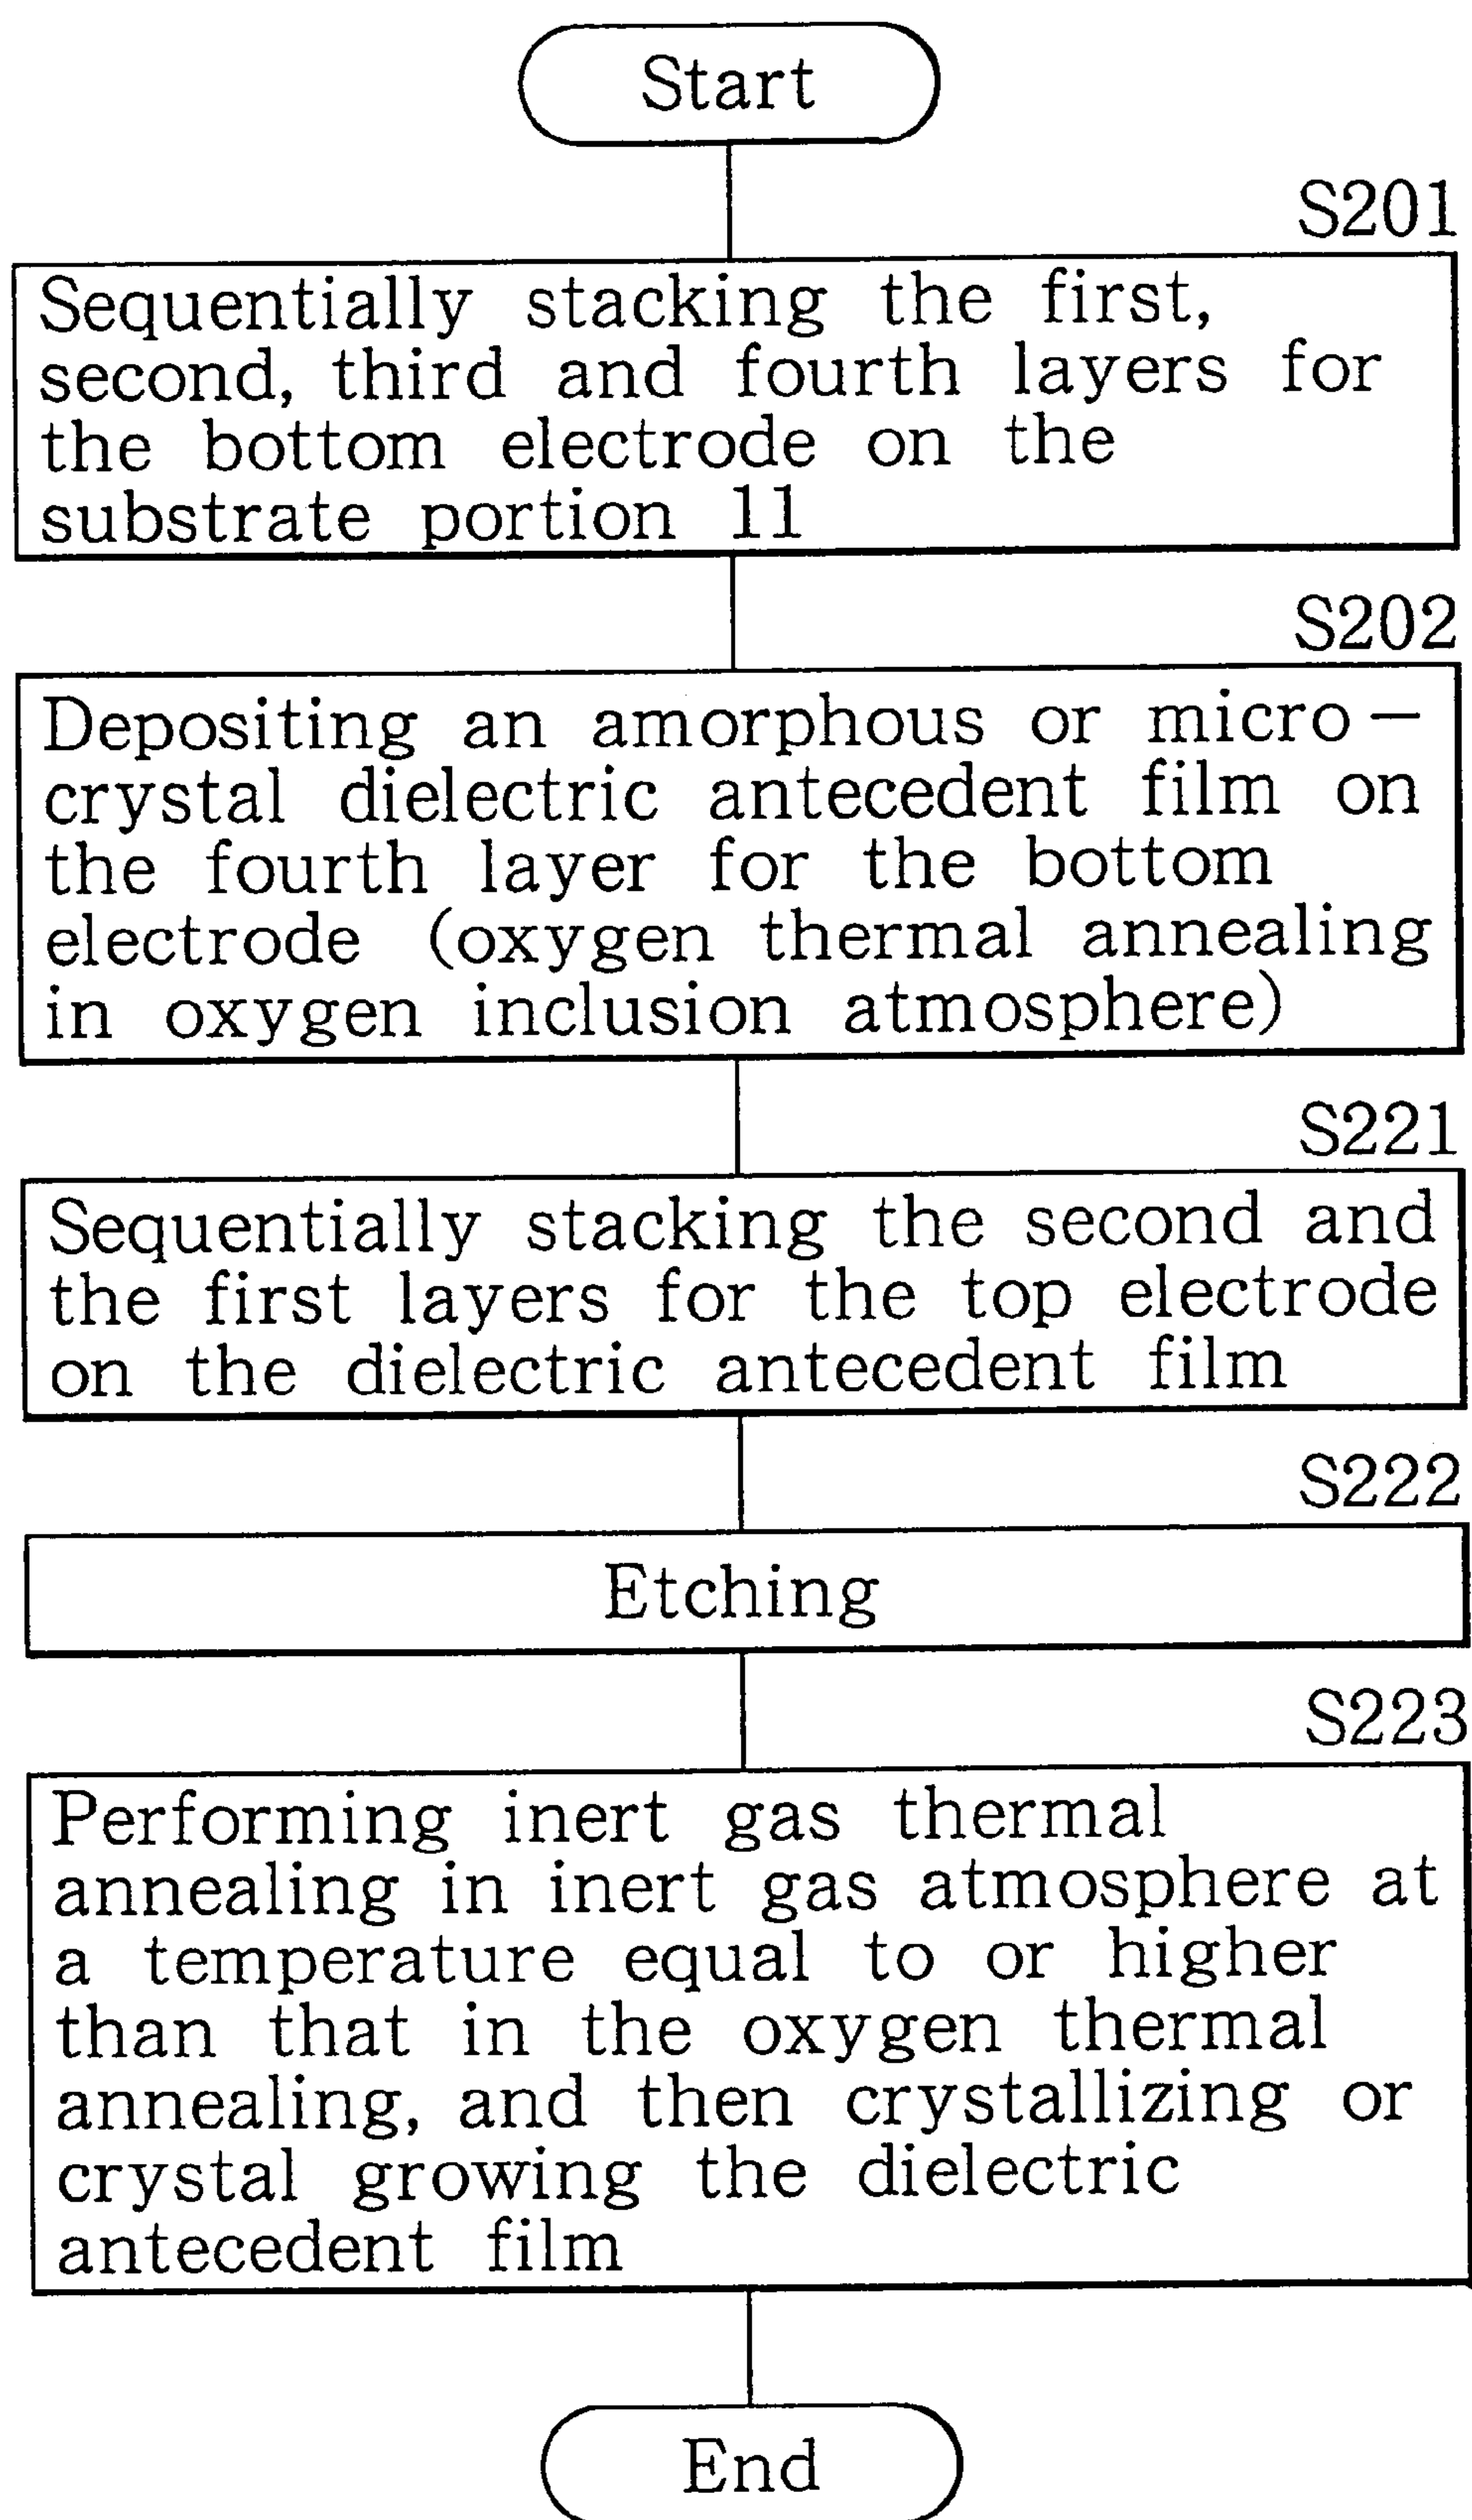 Start
S201
Sequentially stacking the first,
second, third and fourth layers for
the bottom electrode on the
substrate portion 11
S202
Depositing an amorphous or micro-
crystal dielectric antecedent film on
the fourth layer for the bottom
electrode (oxygen thermal annealing
in oxygen inclusion atmosphere)
S221
Sequentially stacking the second and
the first layers for the top electrode
on the dielectric antecedent film
S222
Etching
S223
Performing inert gas thermal
annealing in inert gas atmosphere at
a temperature equal to or higher
than that in the oxygen thermal
annealing, and then crystallizing or
crystal growing the dielectric
antecedent film
End